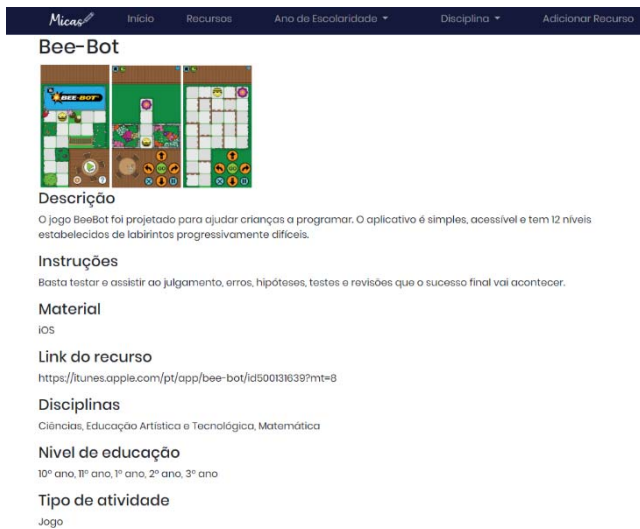 Micas
Início
Recursos
Ano de Escolaridade
Disciplina
Adicionar Recurso
Bee-Bot
BEE-BOT
GO
GO
Descrição
O jogo BeeBot foi projetado para ajudar crianças a programar. O aplicativo é simples, acessível e tem 12 níveis
estabelecidos de labirintos progressivamente difíceis.
Instruções
Basta testar e assistir ao julgamento, erros, hipóteses, testes e revisões que o sucesso final vai acontecer.
Material
iOS
Link do recurso
https://itunes.apple.com/pt/app/bee-bot/id500131639?mt=8
Disciplinas
Ciências, Educação Artística e Tecnológica, Matemática
Nivel de educação
10º ano, 11º ano, 1º ano, 2º ano, 3º ano
Tipo de atividade
Jogo